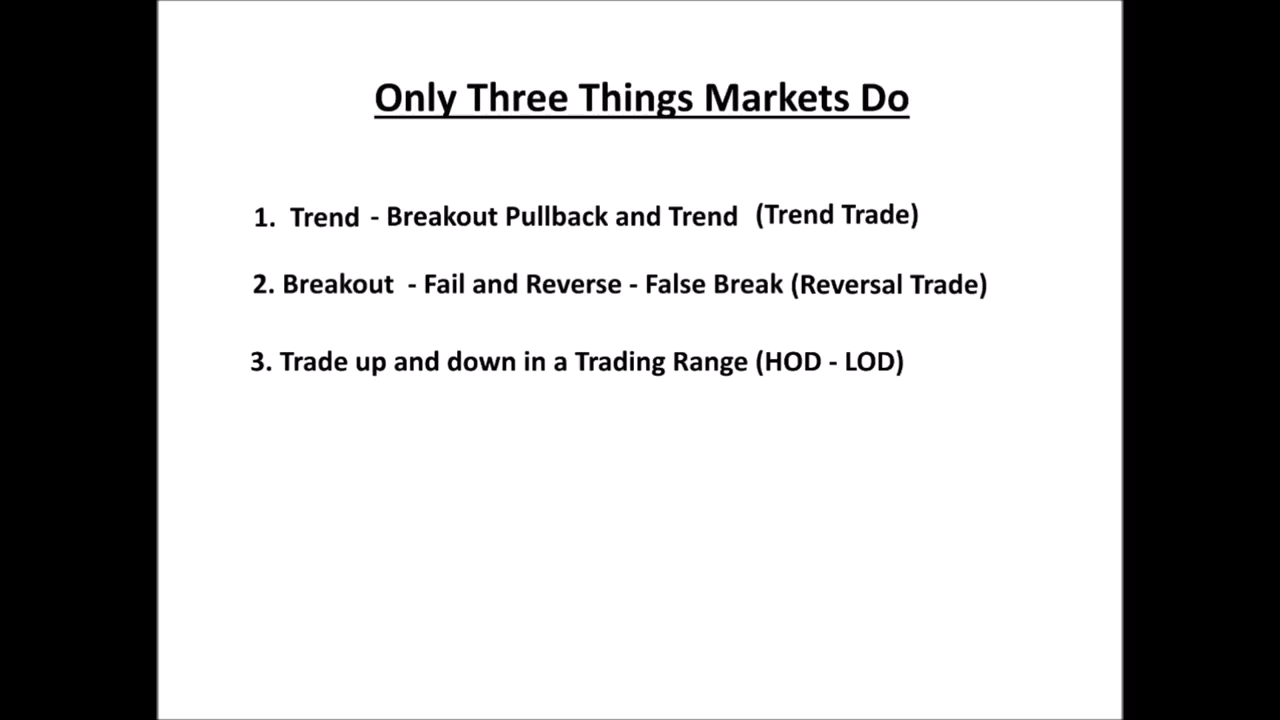 Only Three Things Markets Do
1. Trend - Breakout Pullback and Trend (Trend Trade)
2. Breakout - Fail and Reverse - False Break (Reversal Trade)
3. Trade up and down in a Trading Range (HOD - LOD)